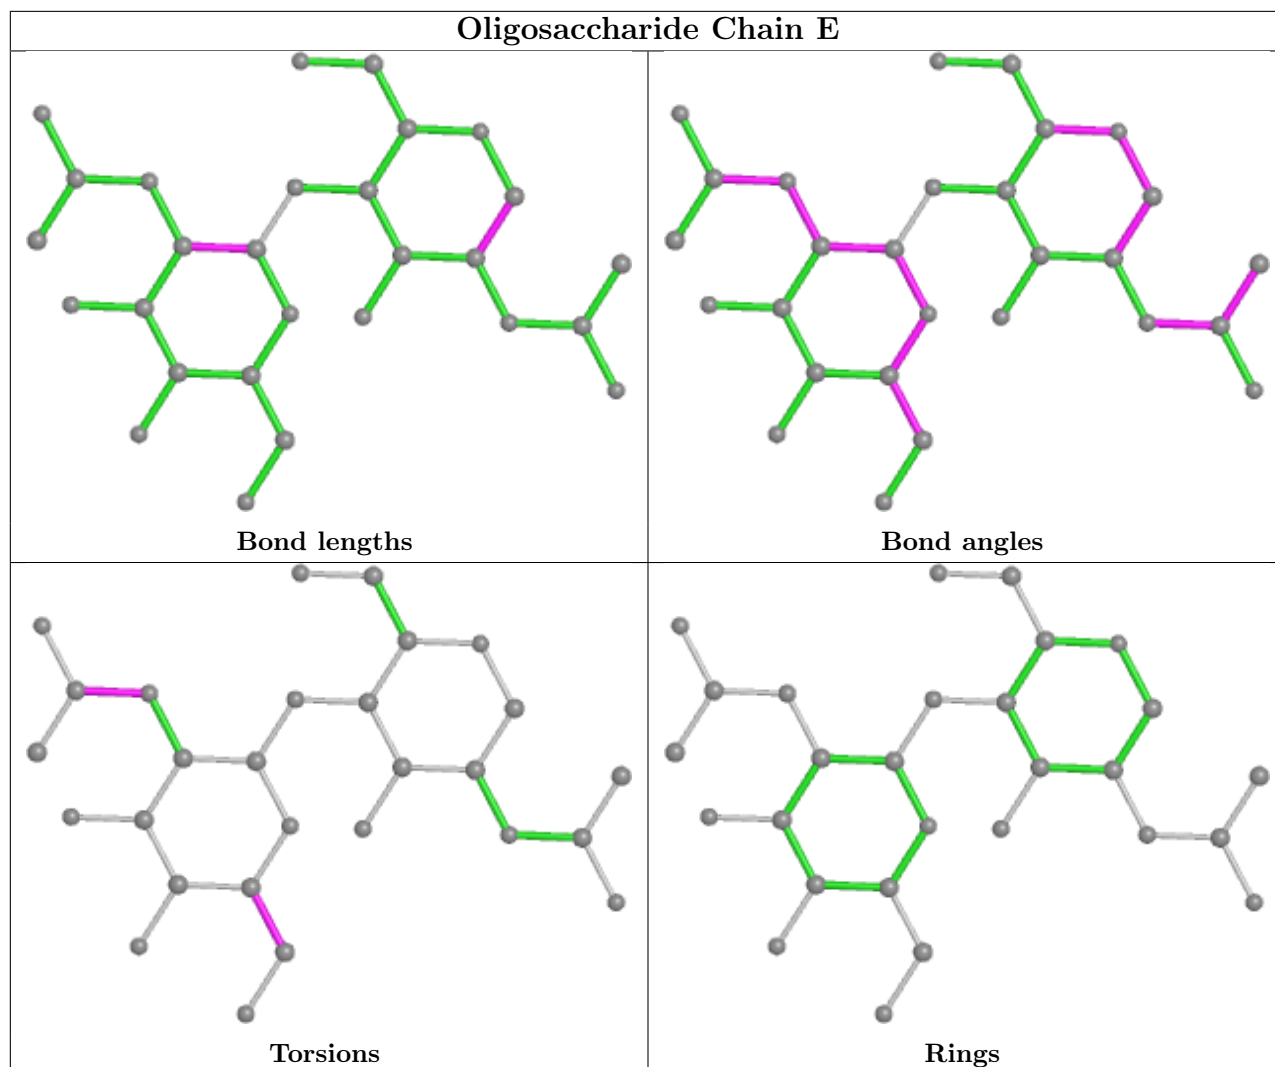 Oligosaccharide Chain E
Bond lengths
Bond angles
Torsions
Rings